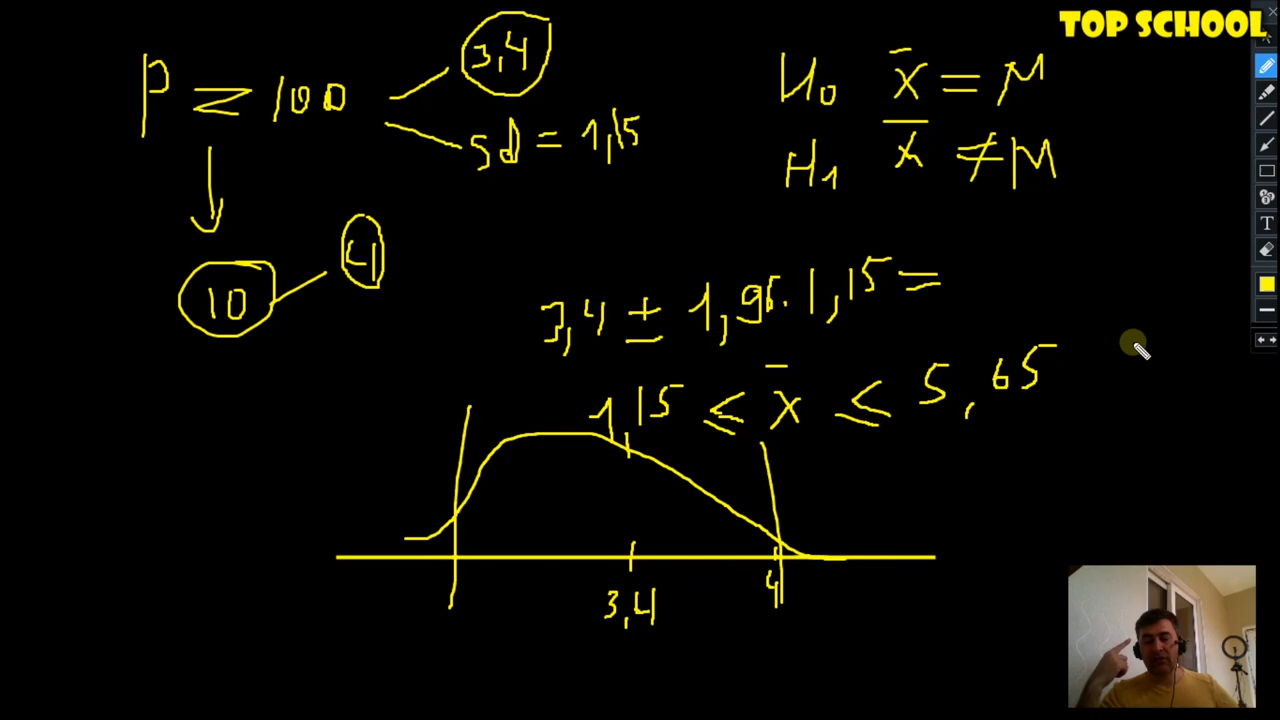 TOP SCHOOL
P = 100
3,4
sd = 1,15
10
4
H0 x̄ = M
H1 x̄ ≠ M
3,4 ± 1,96 · 1,15 =
1,15 ≤ x̄ ≤ 5,65
3,4
4